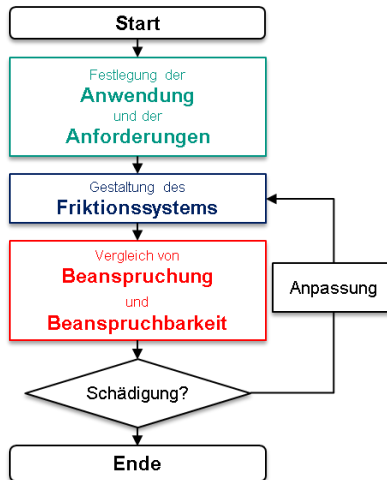 Start
Festlegung der
Anwendung
und der
Anforderungen
Gestaltung des
Friktionssystems
Vergleich von
Beanspruchung
und
Beanspruchbarkeit
Anpassung
Schädigung?
Ende